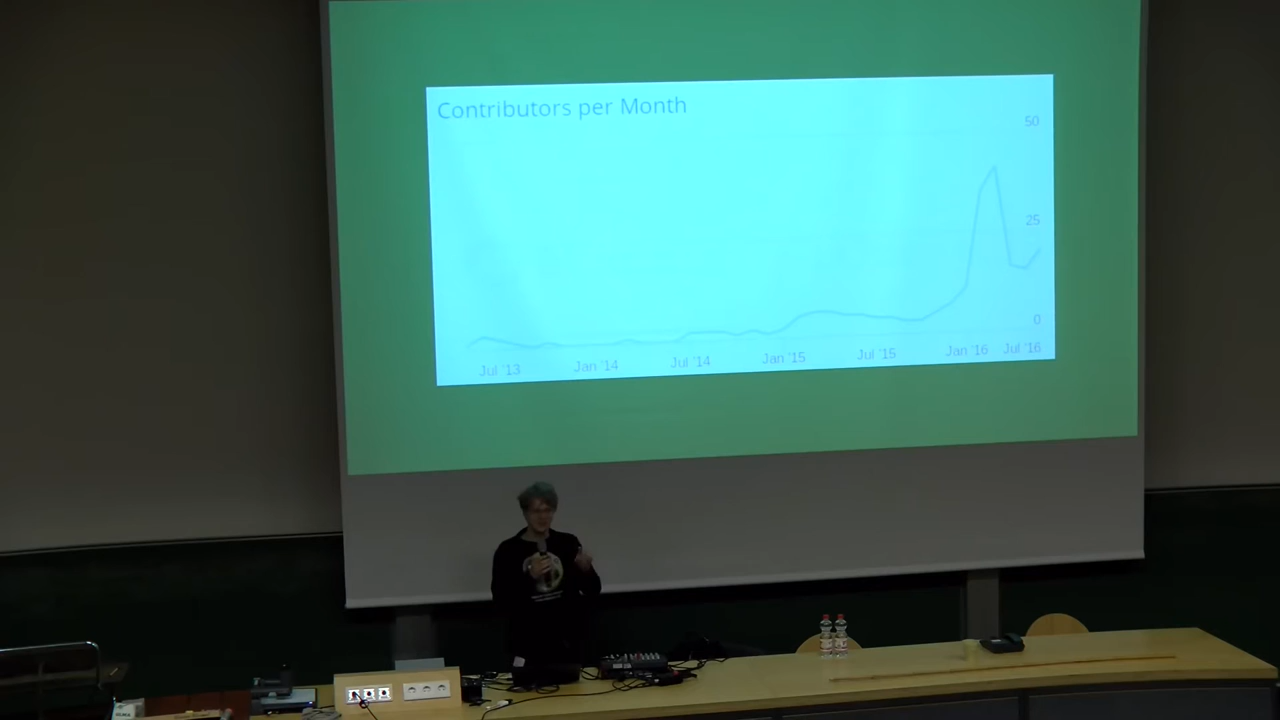 Contributors per Month
50
25
0
Jul '13
Jan '14
Jul '14
Jan '15
Jul '15
Jan '16
Jul '16